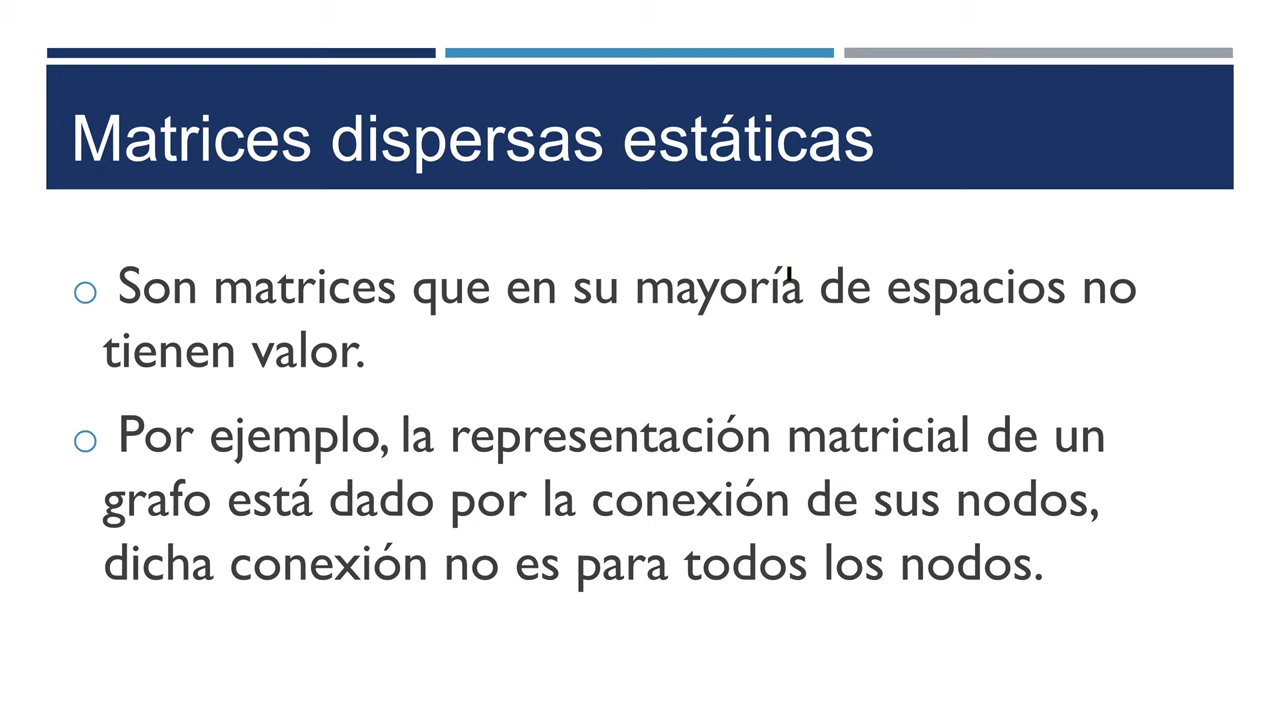 Matrices dispersas estáticas
Son matrices que en su mayoría de espacios no
tienen valor.
Por ejemplo, la representación matricial de un
grafo está dado por la conexión de sus nodos,
dicha conexión no es para todos los nodos.